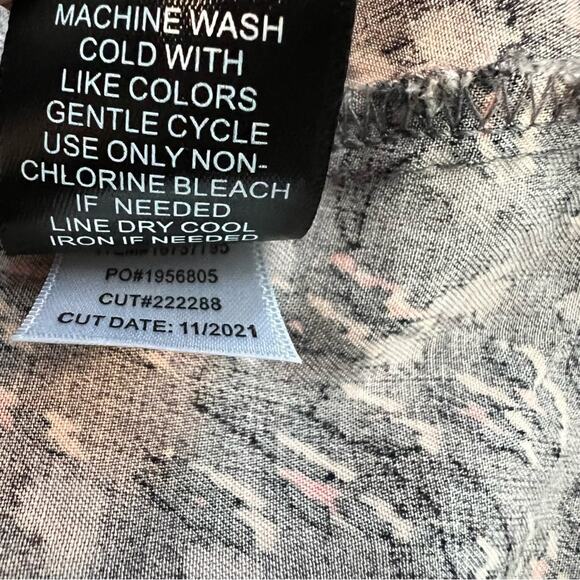 MACHINE WASH
COLD WITH
LIKE COLORS
GENTLE CYCLE
USE ONLY NON-
CHLORINE BLEACH
IF NEEDED
LINE DRY COOL
IRON IF NEEDED
PO#1956805
CUT#222288
CUT DATE: 11/2021